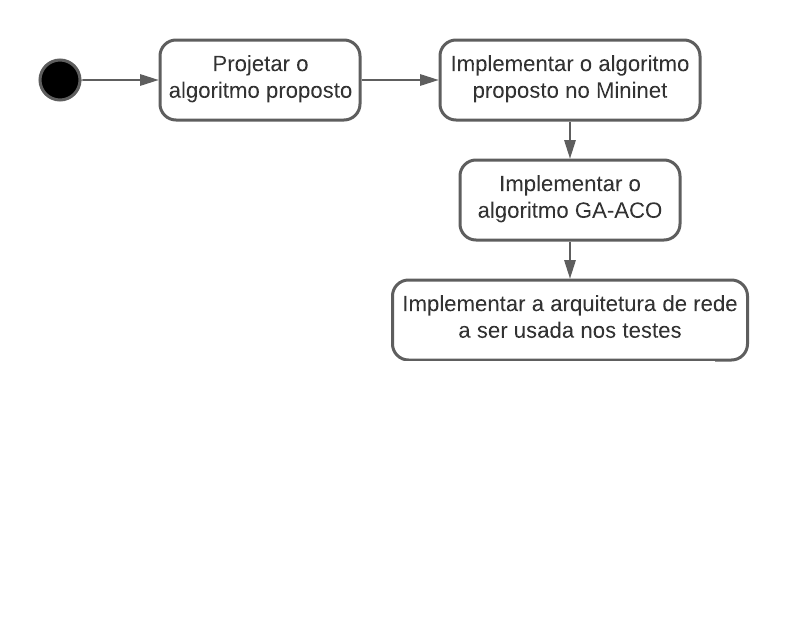 Projetar o
algoritmo proposto
Implementar o algoritmo
proposto no Mininet
Implementar o
algoritmo GA-ACO
Implementar a arquitetura de rede
a ser usada nos testes